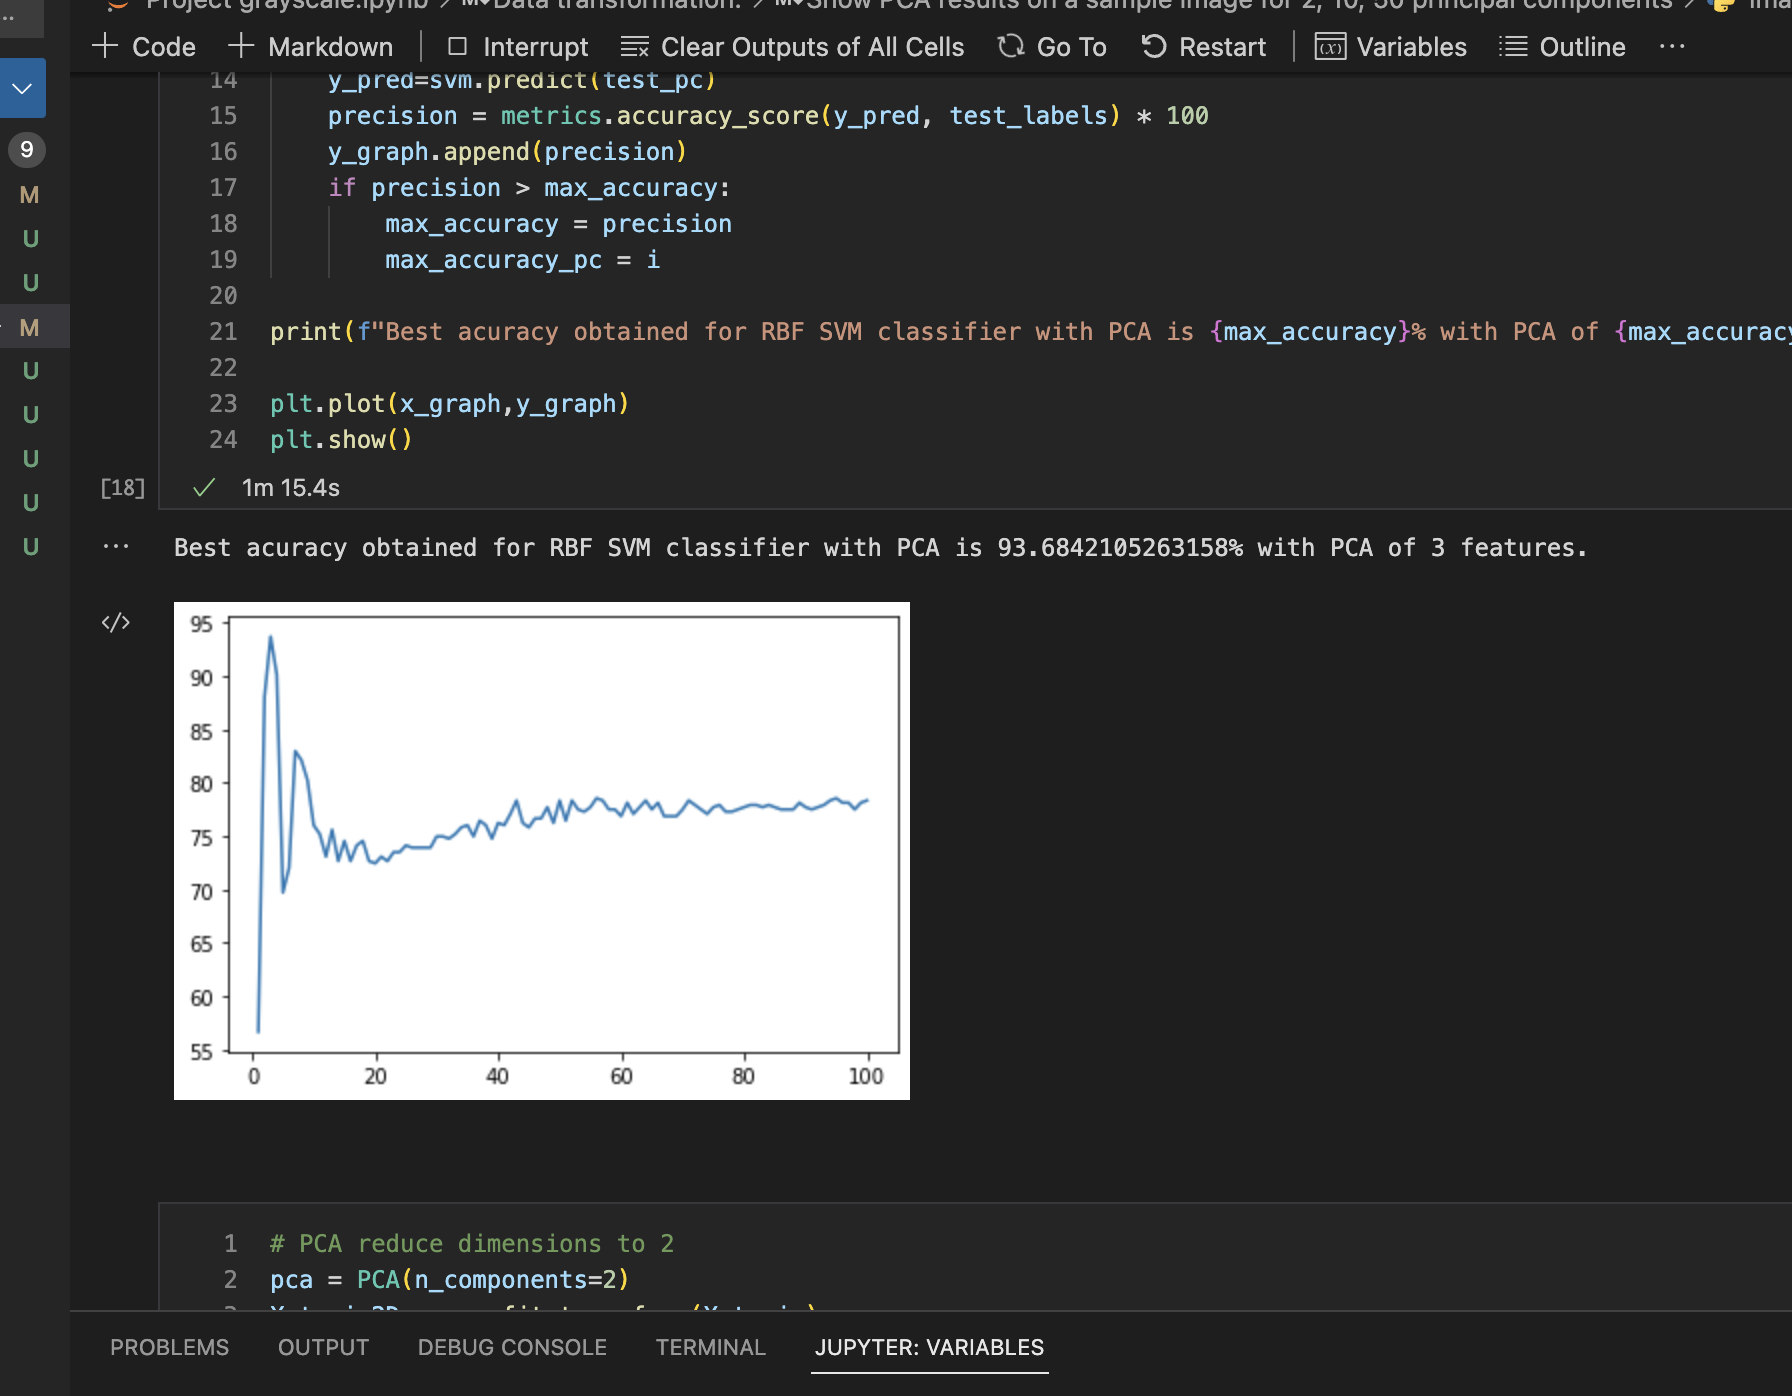 Project grayscale.ipynb > M↓Data transformation. > M↓Show PCA results on a sample image for 2, 10, 50 principal components >
+ Code + Markdown Interrupt Clear Outputs of All Cells Go To Restart (x) Variables Outline ...
9
M
U
U
M
U
U
U
U
U
14 y_pred=svm.predict(test_pc)
15 precision = metrics.accuracy_score(y_pred, test_labels) * 100
16 y_graph.append(precision)
17 if precision > max_accuracy:
18 max_accuracy = precision
19 max_accuracy_pc = i
20
21 print(f"Best acuracy obtained for RBF SVM classifier with PCA is {max_accuracy}% with PCA of {max_accuracy
22
23 plt.plot(x_graph,y_graph)
24 plt.show()
[18] ✓ 1m 15.4s
... Best acuracy obtained for RBF SVM classifier with PCA is 93.6842105263158% with PCA of 3 features.
</>
95
90
85
80
75
70
65
60
55
0 20 40 60 80 100
1 # PCA reduce dimensions to 2
2 pca = PCA(n_components=2)
PROBLEMS OUTPUT DEBUG CONSOLE TERMINAL JUPYTER: VARIABLES